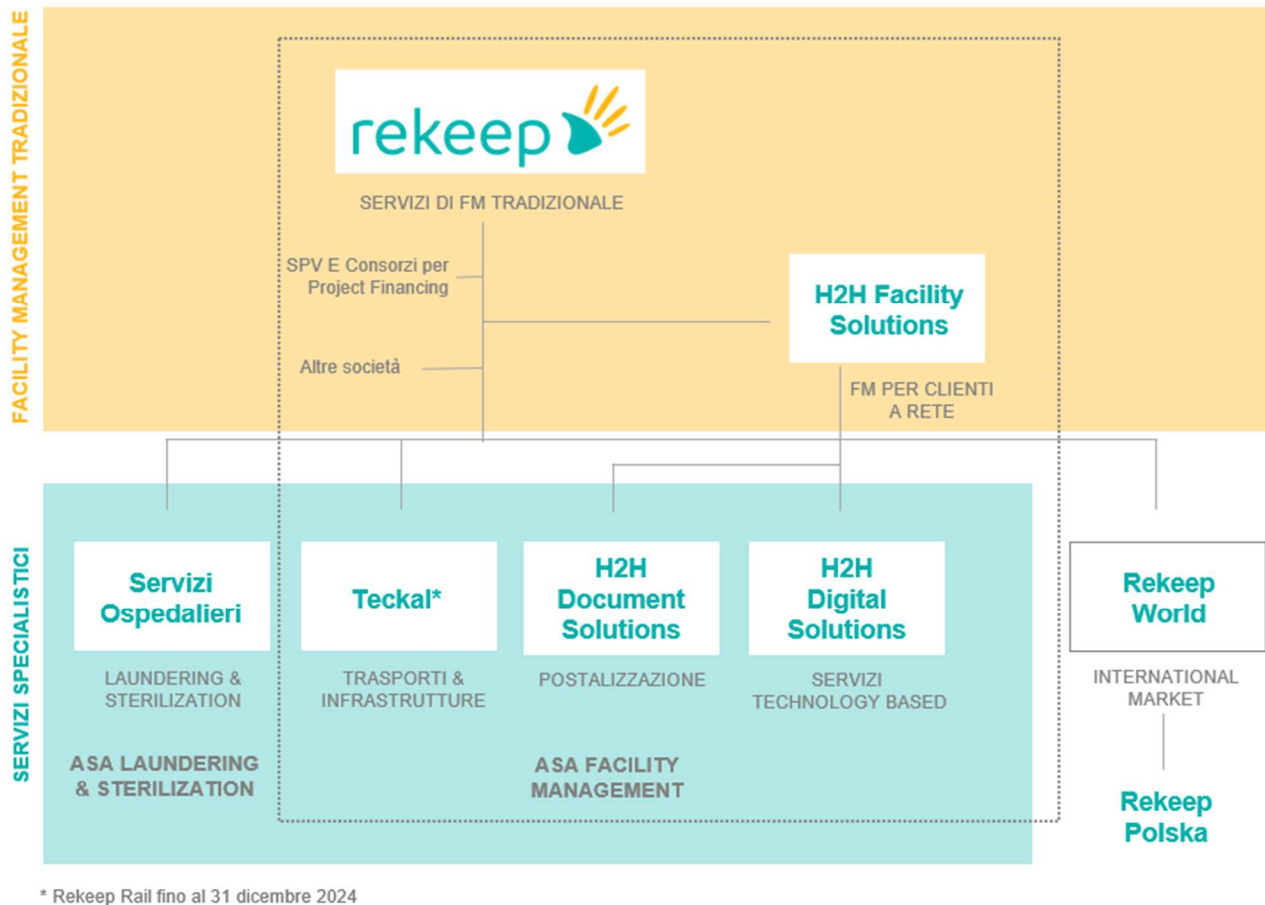 FACILITY MANAGEMENT TRADIZIONALE
rekeep
SERVIZI DI FM TRADIZIONALE
SPV E Consorzi per
Project Financing
H2H Facility
Solutions
Altre società
FM PER CLIENTI
A RETE
SERVIZI SPECIALISTICI
Servizi
Ospedalieri
LAUNDERING &
STERILIZATION
Teckal*
TRASPORTI &
INFRASTRUTTURE
H2H
Document
Solutions
POSTALIZZAZIONE
H2H
Digital
Solutions
SERVIZI
TECHNOLOGY BASED
Rekeep
World
INTERNATIONAL
MARKET
ASA LAUNDERING
& STERILIZATION
ASA FACILITY
MANAGEMENT
Rekeep
Polska
* Rekeep Rail fino al 31 dicembre 2024